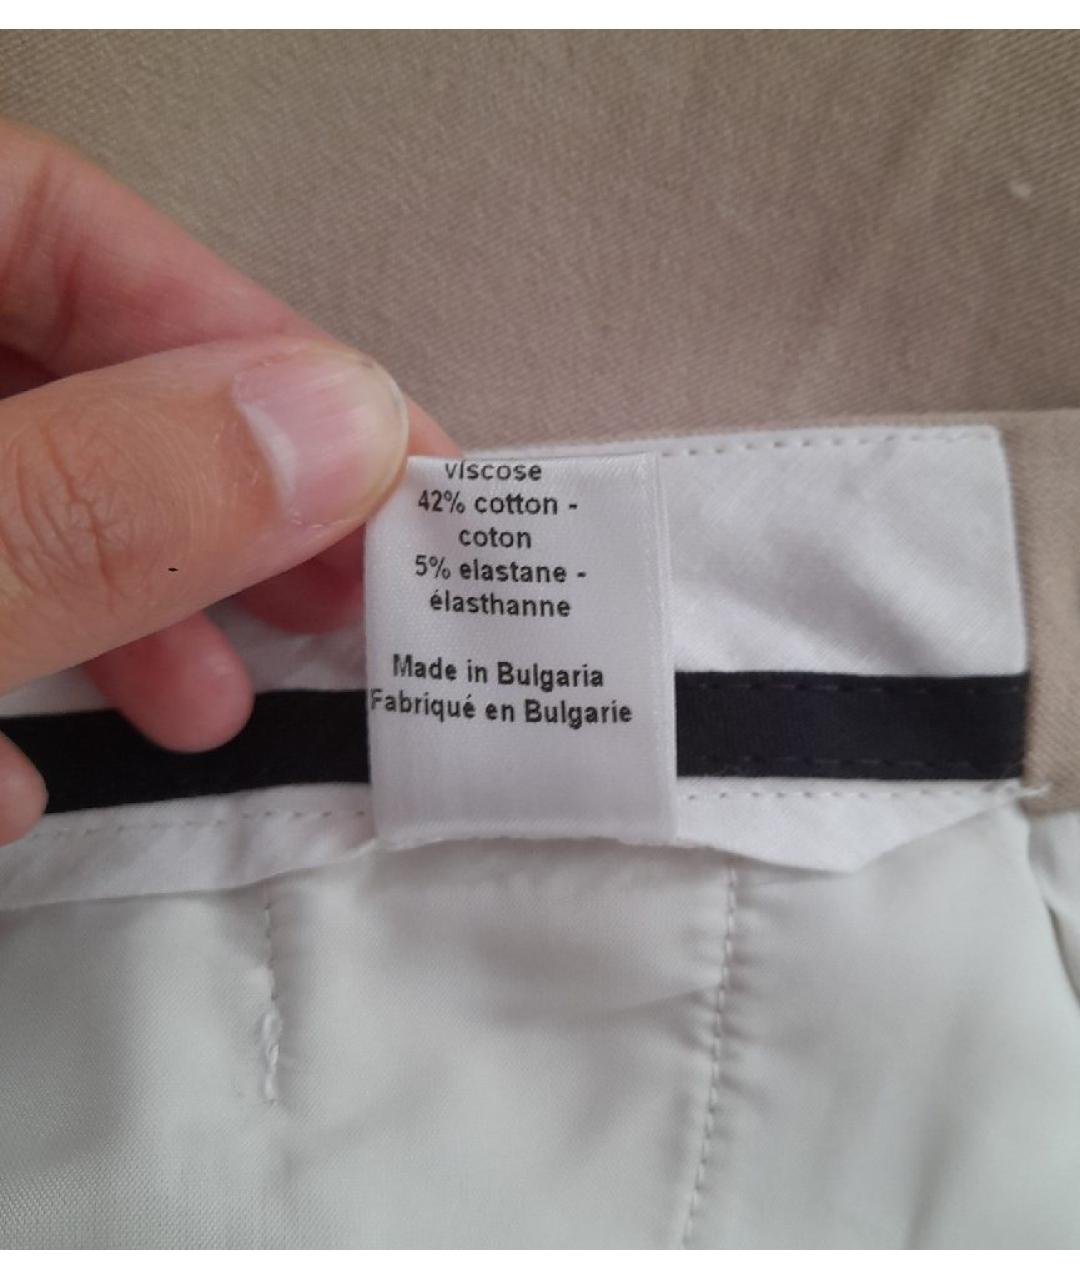 viscose
42% cotton -
coton
5% elastane -
élasthanne
Made in Bulgaria
Fabriqué en Bulgarie